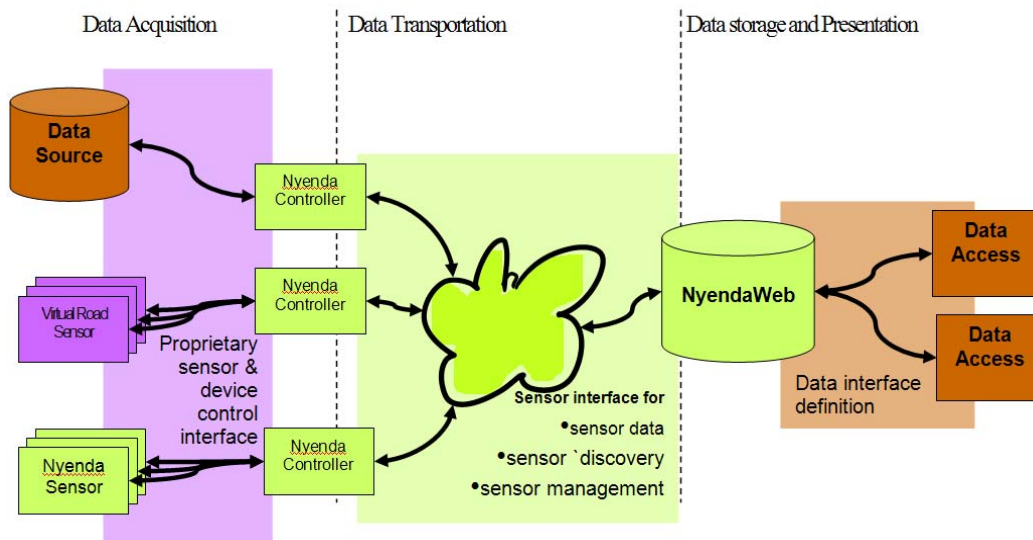 Data Acquisition
Data Transportation
Data storage and Presentation
Data
Source
Nyenda
Controller
Virtual Road
Sensor
Nyenda
Controller
Proprietary
sensor &
device
control
interface
Nyenda
Sensor
Nyenda
Controller
Sensor interface for
•sensor data
•sensor `discovery
•sensor management
NyendaWeb
Data
Access
Data
Access
Data interface
definition